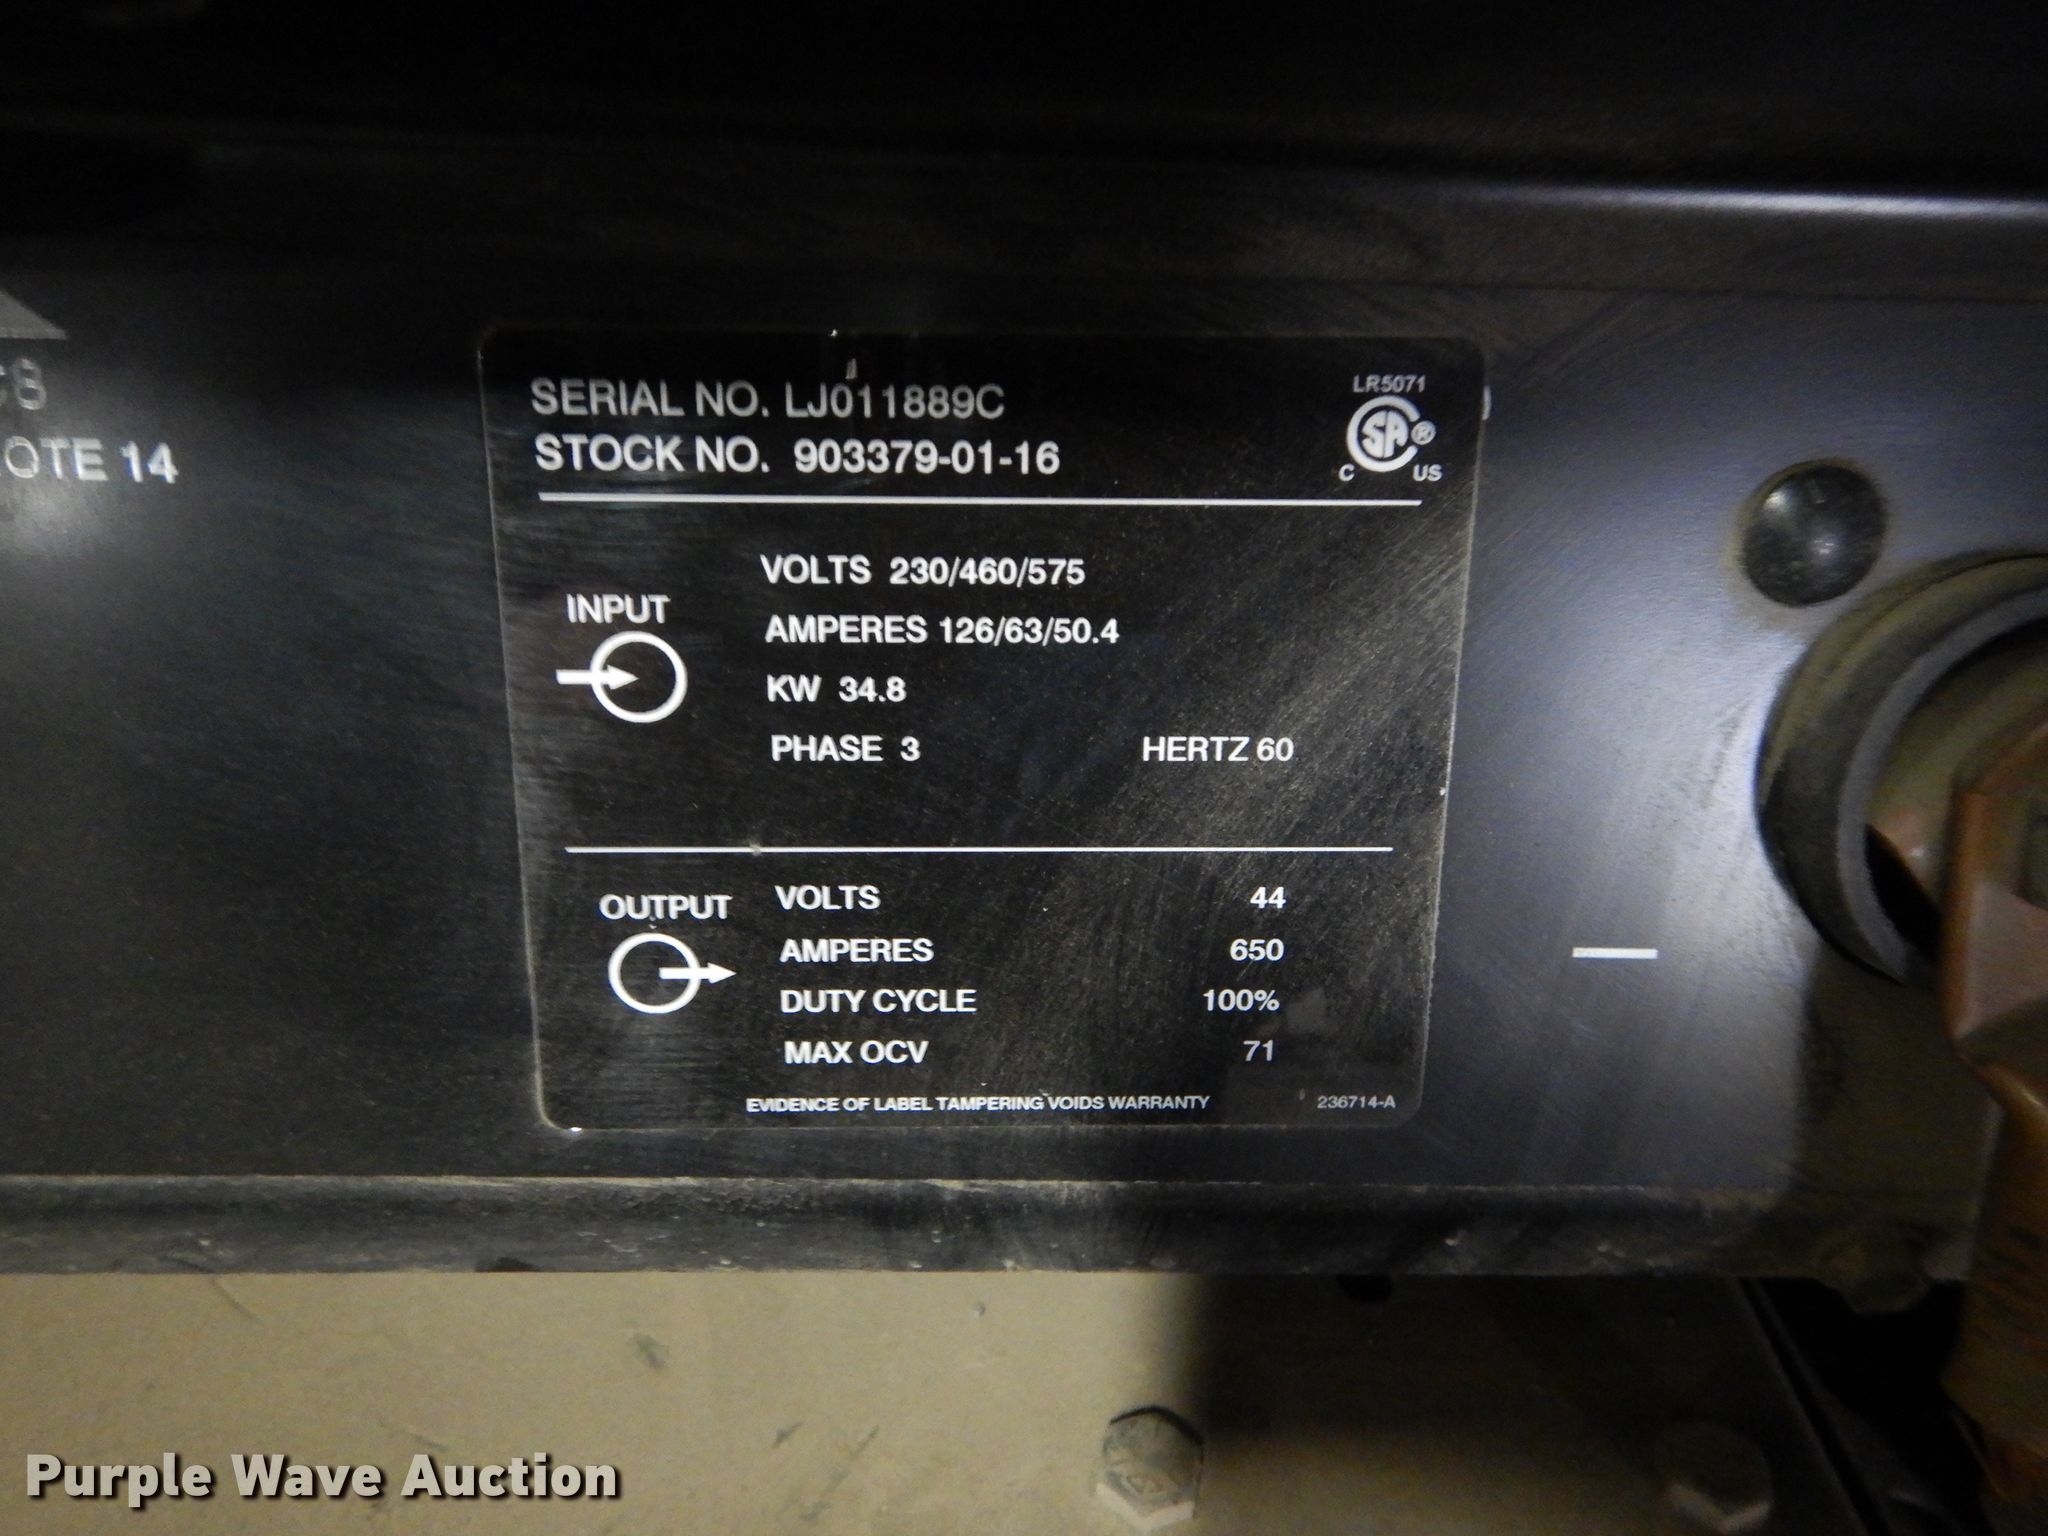 SERIAL NO. LJ011889C
STOCK NO. 903379-01-16
LR5071
CSA®
C US
8
OTE 14
INPUT
VOLTS 230/460/575
AMPERES 126/63/50.4
KW 34.8
PHASE 3 HERTZ 60
OUTPUT
VOLTS 44
AMPERES 650
DUTY CYCLE 100%
MAX OCV 71
EVIDENCE OF LABEL TAMPERING VOIDS WARRANTY 236714-A
Purple Wave Auction